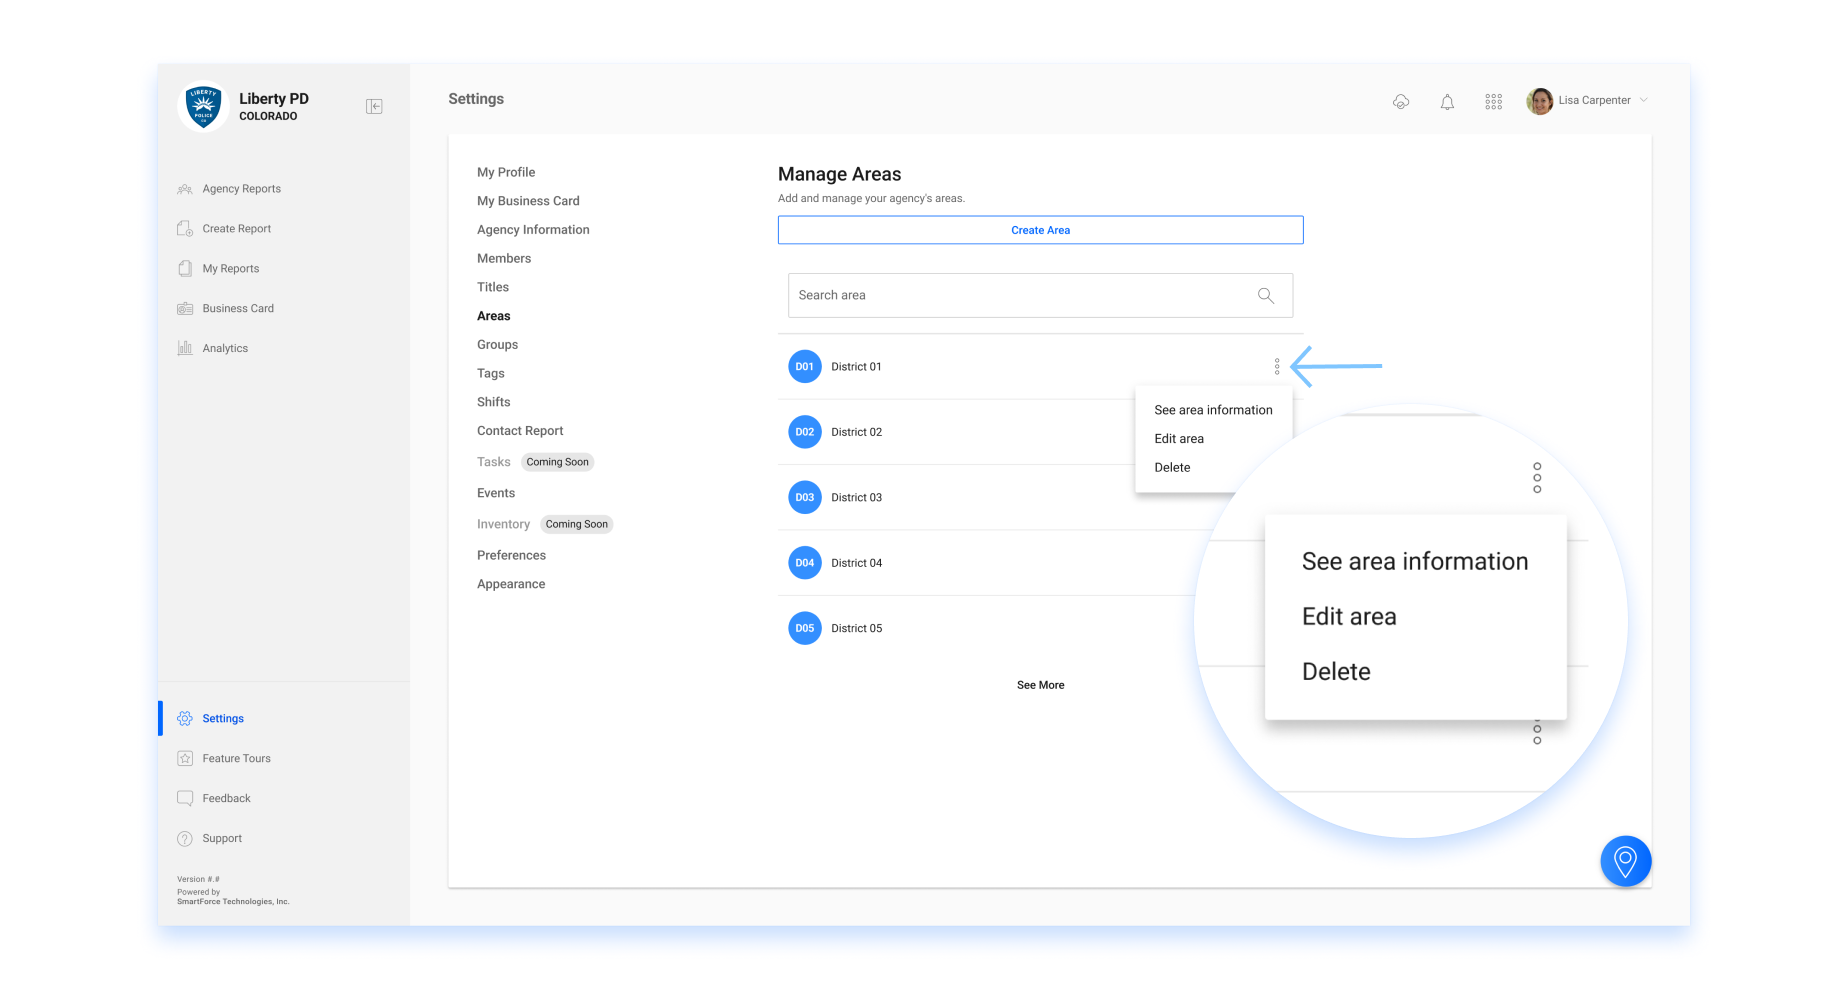 LIBERTY
POLICE
CO
Liberty PD
COLORADO
Agency Reports
Create Report
My Reports
Business Card
Analytics
Settings
Feature Tours
Feedback
Support
Version #.#
Powered by
SmartForce Technologies, Inc.
Settings
Lisa Carpenter
My Profile
My Business Card
Agency Information
Members
Titles
Areas
Groups
Tags
Shifts
Contact Report
Tasks Coming Soon
Events
Inventory Coming Soon
Preferences
Appearance
Manage Areas
Add and manage your agency's areas.
Create Area
Search area
D01 District 01
D02 District 02
D03 District 03
D04 District 04
D05 District 05
See More
See area information
Edit area
Delete
See area information
Edit area
Delete